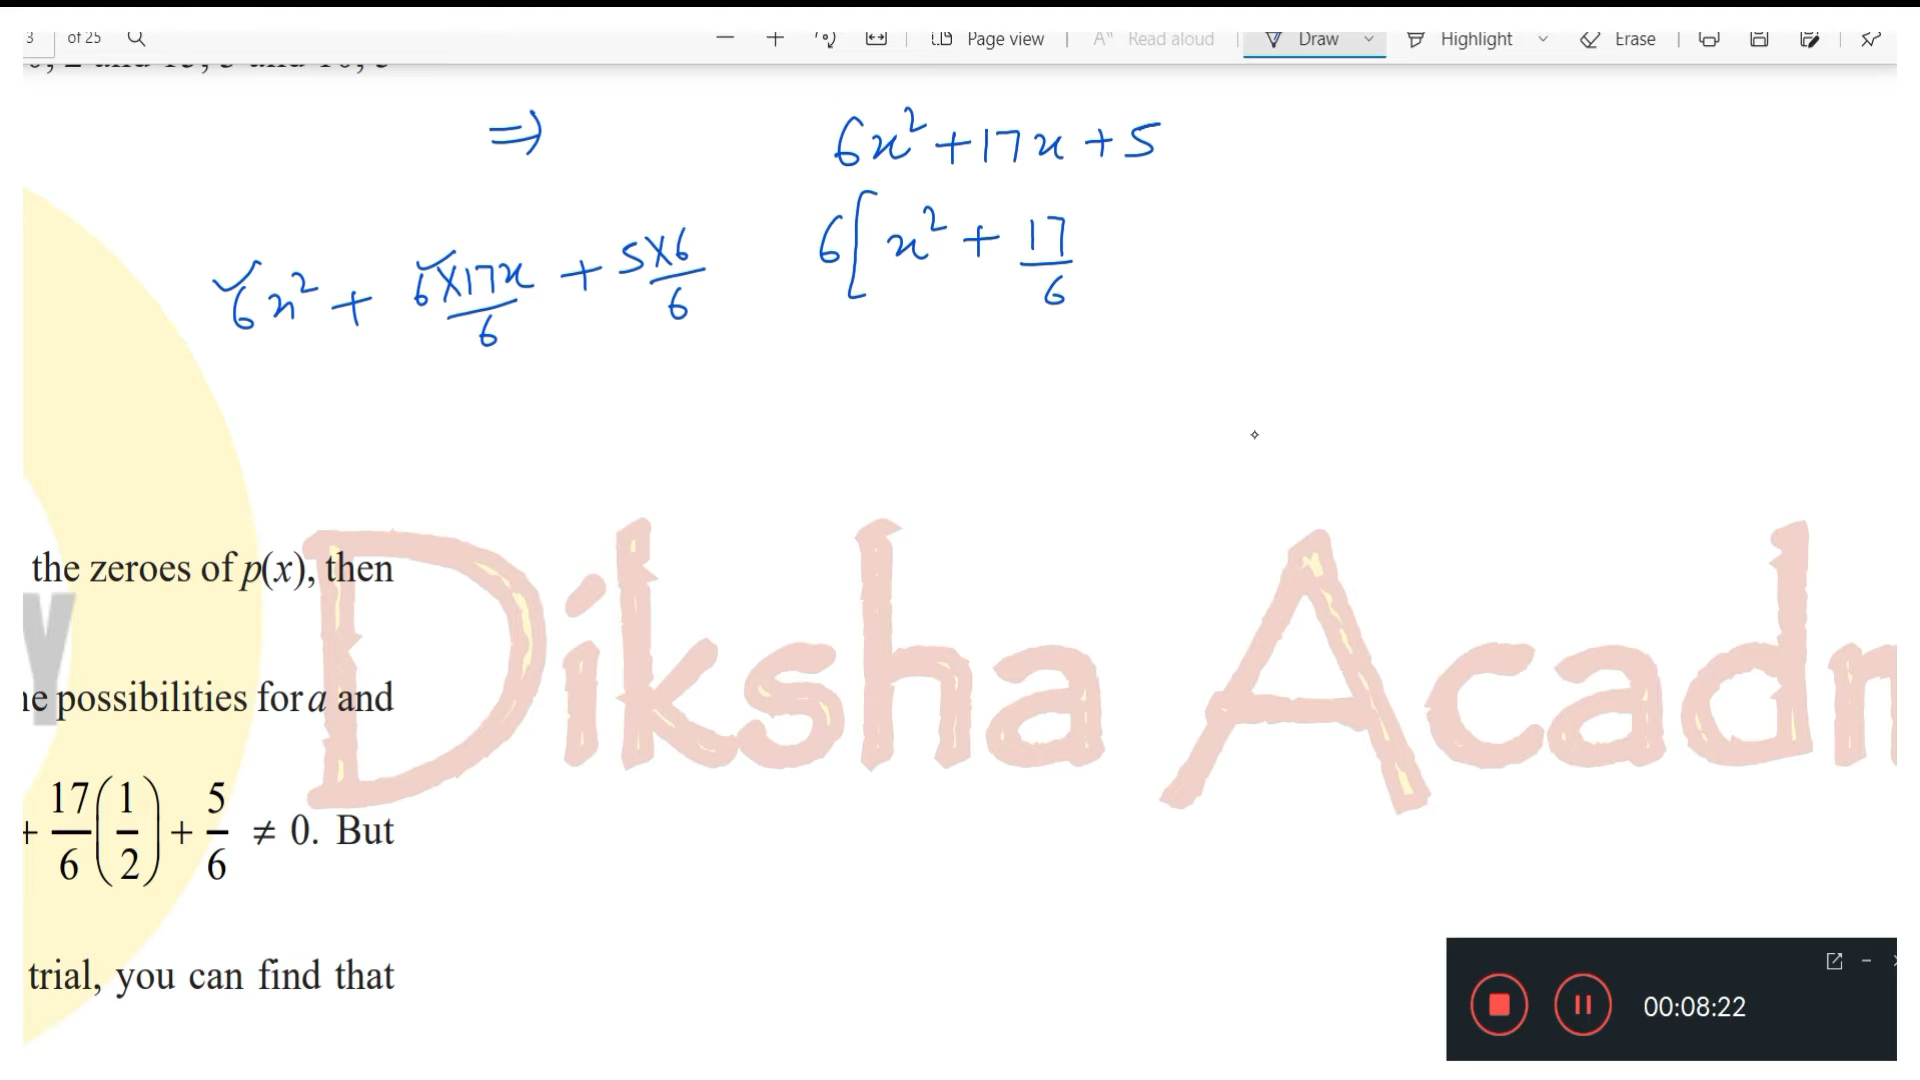 3 of 25 Page view Read aloud Draw Highlight Erase
⇒ 6x² + 17x + 5
6[ x² + 17/6
6x² + 6×17x/6 + 5×6/6
the zeroes of p(x), then
possibilities for a and
+ 17/6 (1/2) + 5/6 ≠ 0. But
trial, you can find that
Diksha Acad
00:08:22